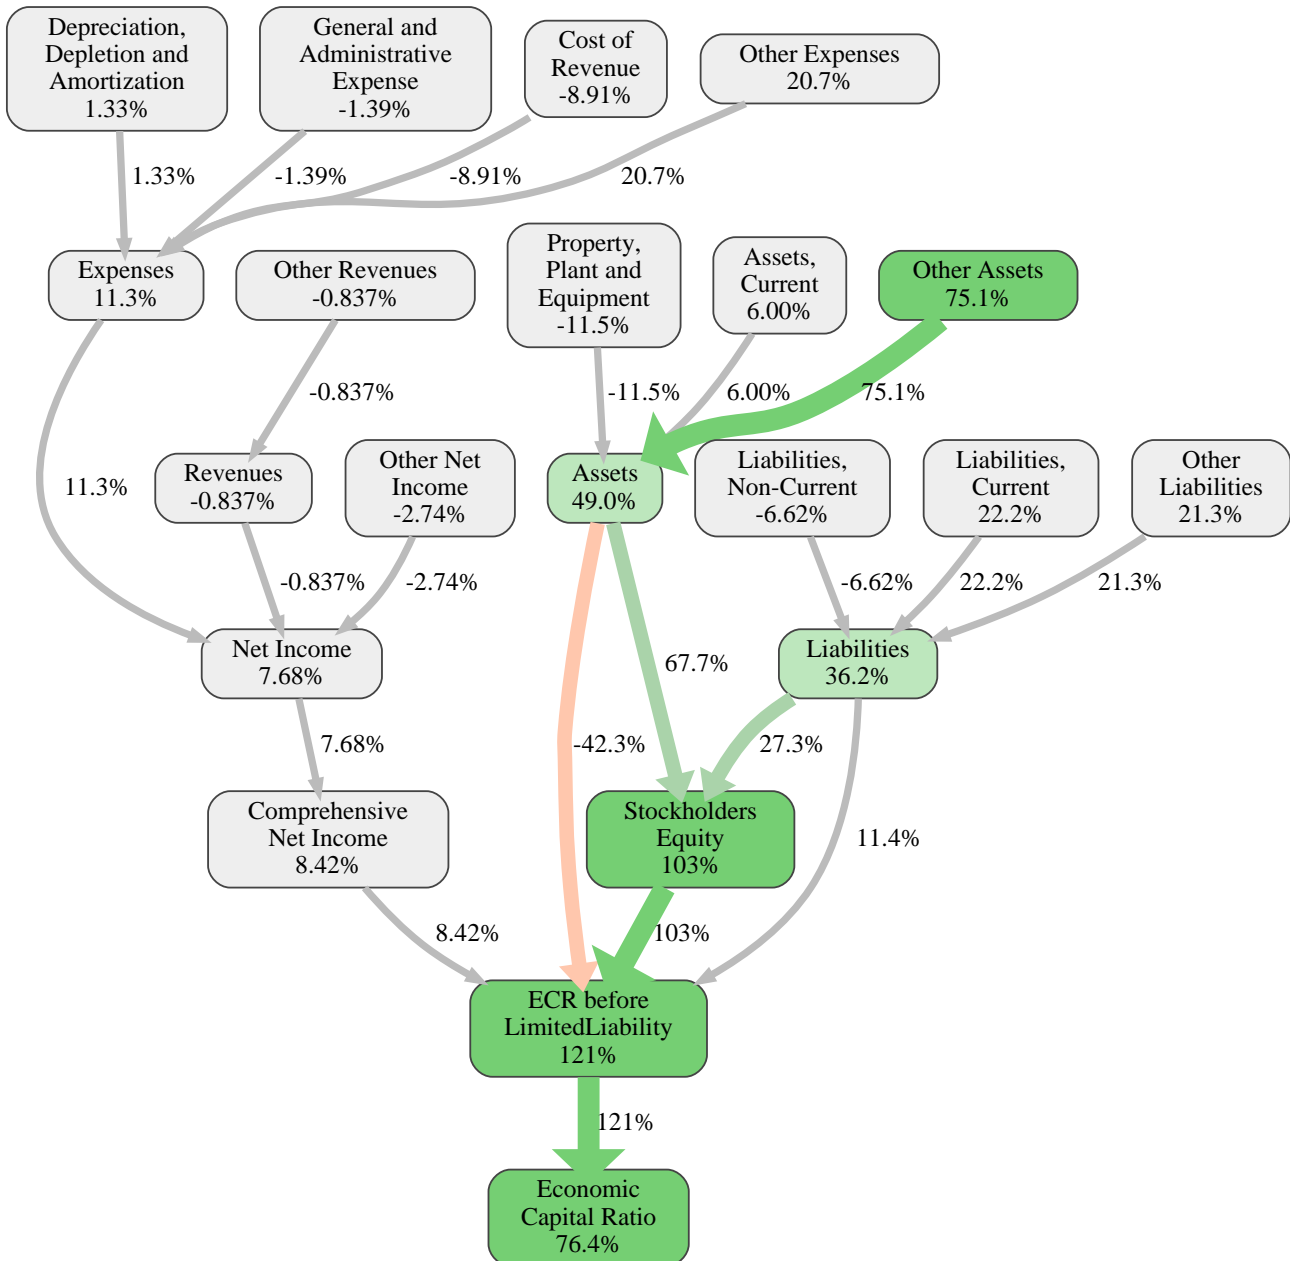 Depreciation,
Depletion and
Amortization
1.33%
General and
Administrative
Expense
-1.39%
Cost of
Revenue
-8.91%
Other Expenses
20.7%
1.33%
-1.39%
-8.91%
20.7%
Expenses
11.3%
Other Revenues
-0.837%
Property,
Plant and
Equipment
-11.5%
Assets,
Current
6.00%
Other Assets
75.1%
-0.837%
-11.5%
6.00%
75.1%
11.3%
Revenues
-0.837%
Other Net
Income
-2.74%
Assets
49.0%
Liabilities,
Non-Current
-6.62%
Liabilities,
Current
22.2%
Other
Liabilities
21.3%
-0.837%
-2.74%
-6.62%
22.2%
21.3%
Net Income
7.68%
67.7%
Liabilities
36.2%
7.68%
-42.3%
27.3%
Comprehensive
Net Income
8.42%
Stockholders
Equity
103%
11.4%
8.42%
103%
ECR before
LimitedLiability
121%
121%
Economic
Capital Ratio
76.4%